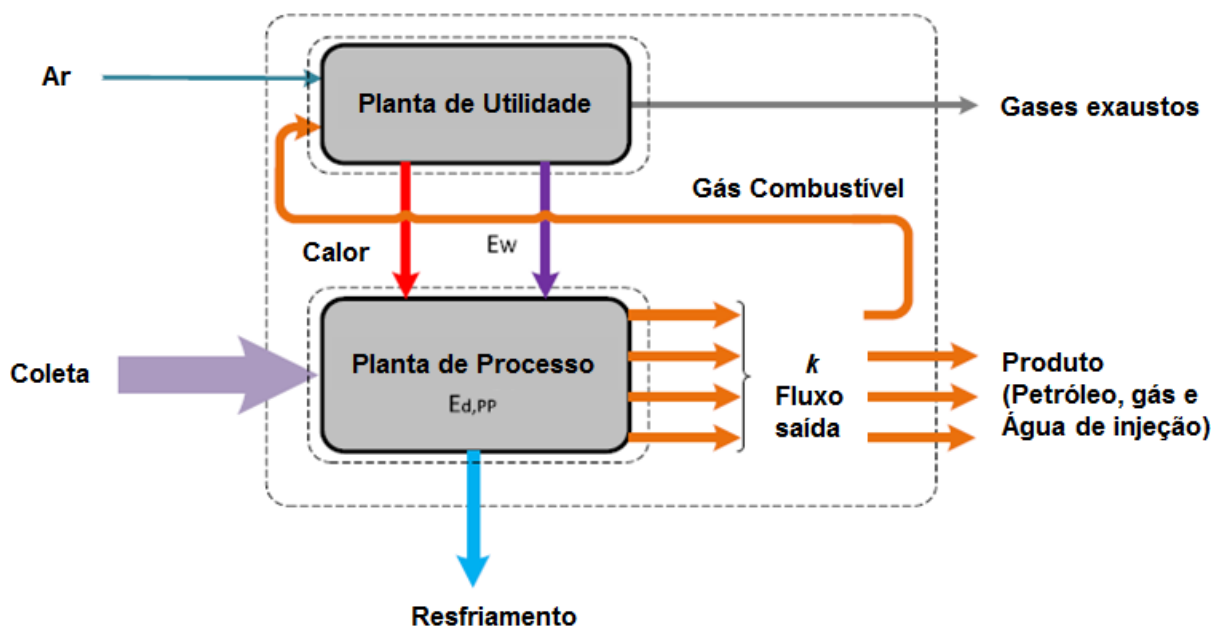 Ar
Planta de Utilidade
Gases exaustos
Gás Combustível
Calor
Ew
Coleta
Planta de Processo
Ed,PP
k
Fluxo
saída
Produto
(Petróleo, gás e
Água de injeção)
Resfriamento